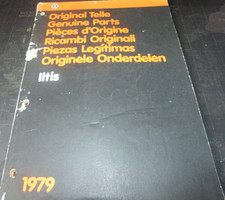 Original Teile
Genuine Parts
Pièces d'Origine
Ricambi Originali
Piezas Legítimas
Originele Onderdelen
Iltis
1979